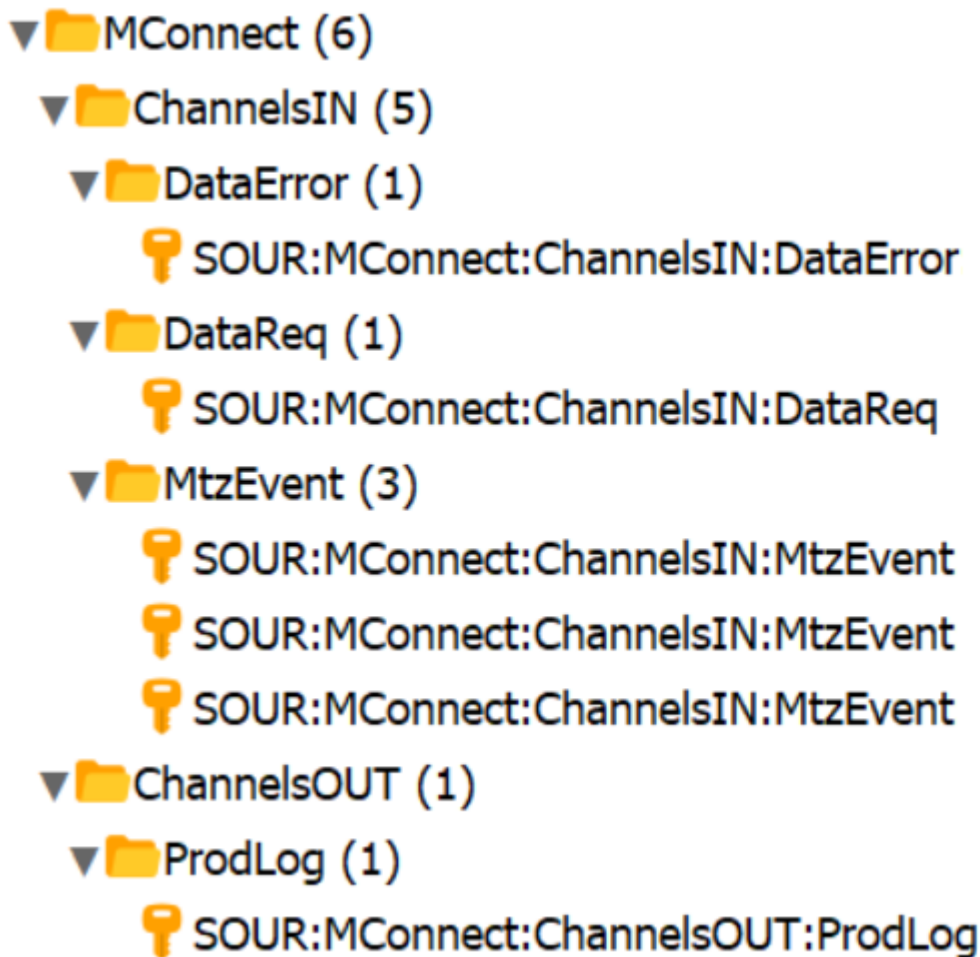 MConnect (6)
ChannelsIN (5)
DataError (1)
SOUR:MConnect:ChannelsIN:DataError
DataReq (1)
SOUR:MConnect:ChannelsIN:DataReq
MtzEvent (3)
SOUR:MConnect:ChannelsIN:MtzEvent
SOUR:MConnect:ChannelsIN:MtzEvent
SOUR:MConnect:ChannelsIN:MtzEvent
ChannelsOUT (1)
ProdLog (1)
SOUR:MConnect:ChannelsOUT:ProdLog